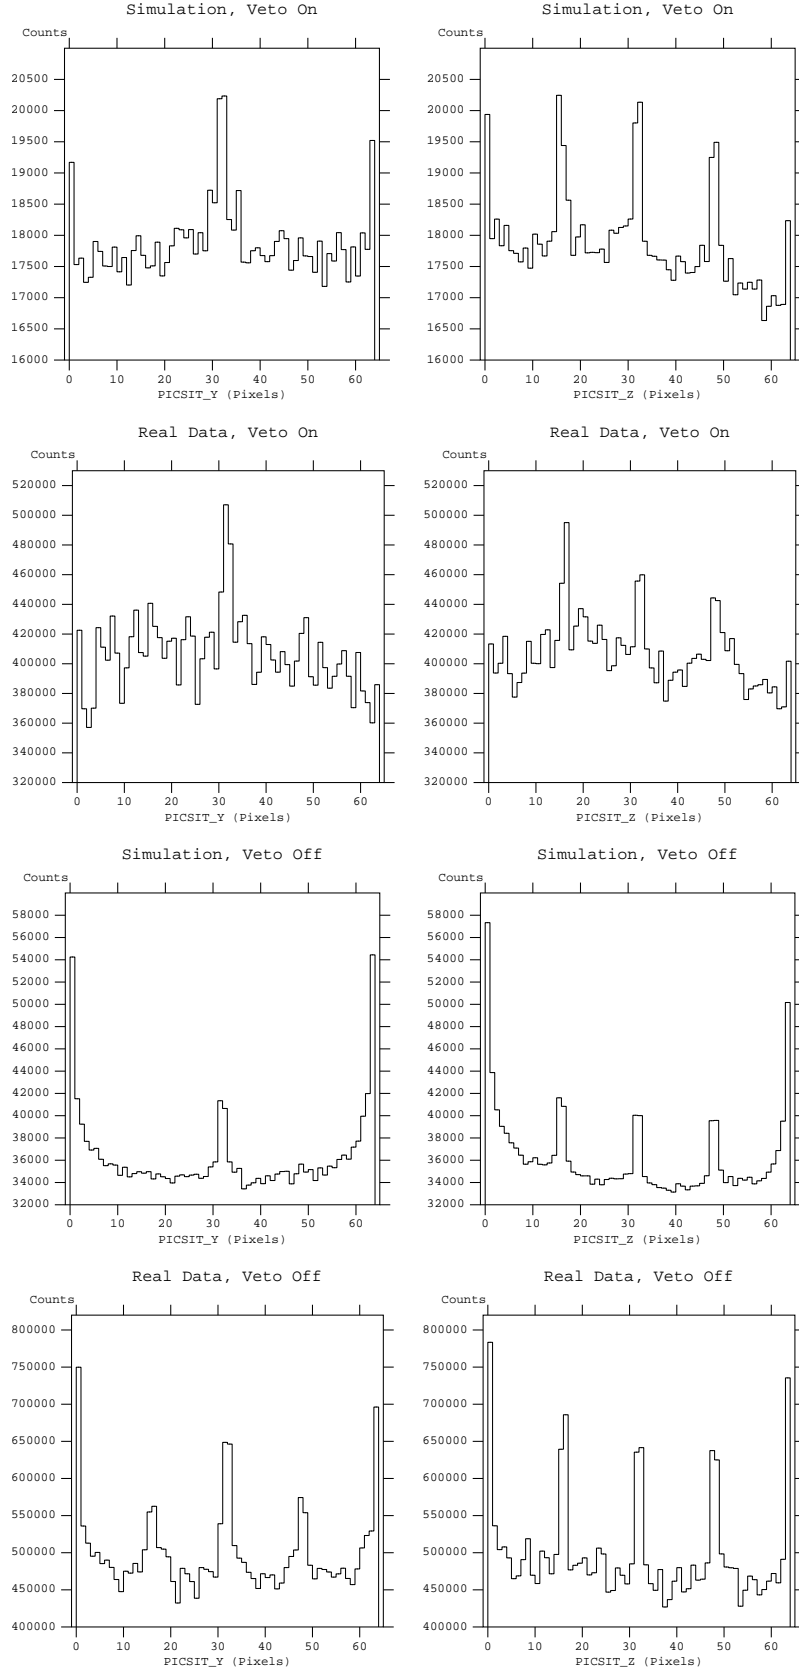 Simulation, Veto On
Simulation, Veto On
Counts
Counts
20500
20000
19500
19000
18500
18000
17500
17000
16500
16000
20500
20000
19500
19000
18500
18000
17500
17000
16500
16000
0 10 20 30 40 50 60
0 10 20 30 40 50 60
PICSIT_Y (Pixels)
PICSIT_Z (Pixels)
Real Data, Veto On
Real Data, Veto On
Counts
Counts
520000
500000
480000
460000
440000
420000
400000
380000
360000
340000
320000
520000
500000
480000
460000
440000
420000
400000
380000
360000
340000
320000
0 10 20 30 40 50 60
0 10 20 30 40 50 60
PICSIT_Y (Pixels)
PICSIT_Z (Pixels)
Simulation, Veto Off
Simulation, Veto Off
Counts
Counts
58000
56000
54000
52000
50000
48000
46000
44000
42000
40000
38000
36000
34000
32000
58000
56000
54000
52000
50000
48000
46000
44000
42000
40000
38000
36000
34000
32000
0 10 20 30 40 50 60
0 10 20 30 40 50 60
PICSIT_Y (Pixels)
PICSIT_Z (Pixels)
Real Data, Veto Off
Real Data, Veto Off
Counts
Counts
800000
750000
700000
650000
600000
550000
500000
450000
400000
800000
750000
700000
650000
600000
550000
500000
450000
400000
0 10 20 30 40 50 60
0 10 20 30 40 50 60
PICSIT_Y (Pixels)
PICSIT_Z (Pixels)